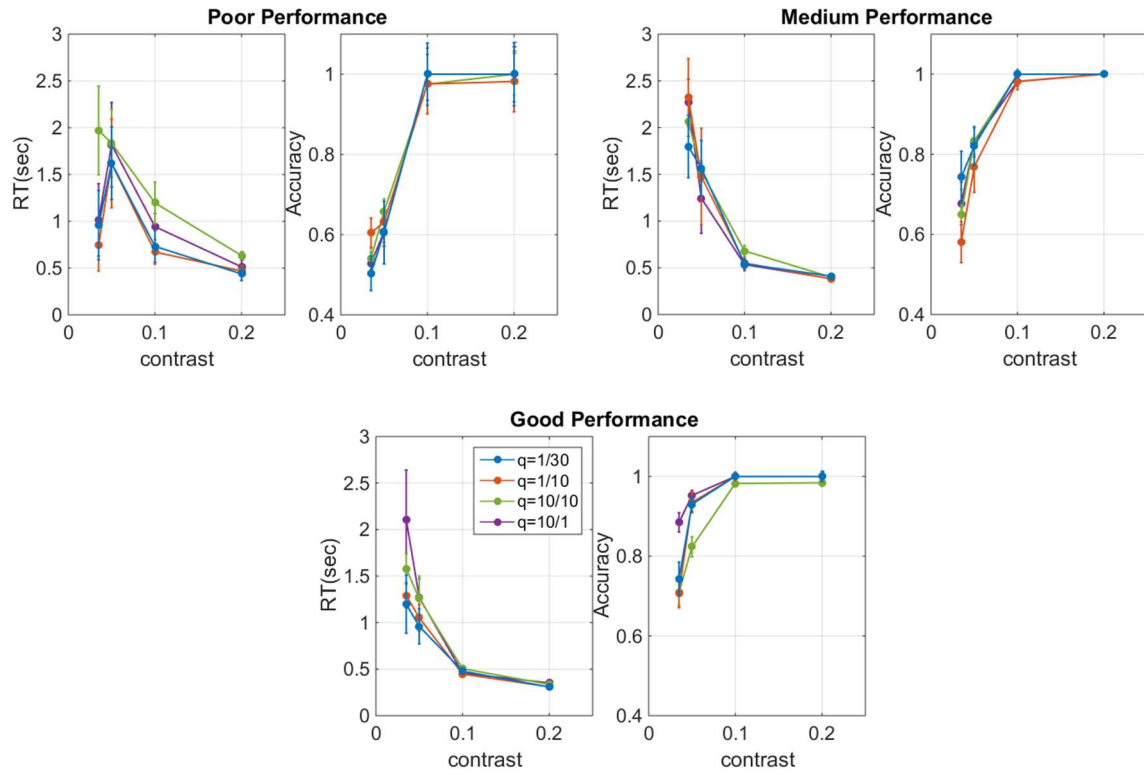 Poor Performance
3
2.5
2
1.5
1
0.5
0
0
0.1
0.2
RT(sec)
contrast
1
0.8
0.6
0.4
0
0.1
0.2
Accuracy
contrast
Medium Performance
3
2.5
2
1.5
1
0.5
0
0
0.1
0.2
RT(sec)
contrast
1
0.8
0.6
0.4
0
0.1
0.2
Accuracy
contrast
Good Performance
3
2.5
2
1.5
1
0.5
0
0
0.1
0.2
RT(sec)
contrast
q=1/30
q=1/10
q=10/10
q=10/1
1
0.8
0.6
0.4
0
0.1
0.2
Accuracy
contrast